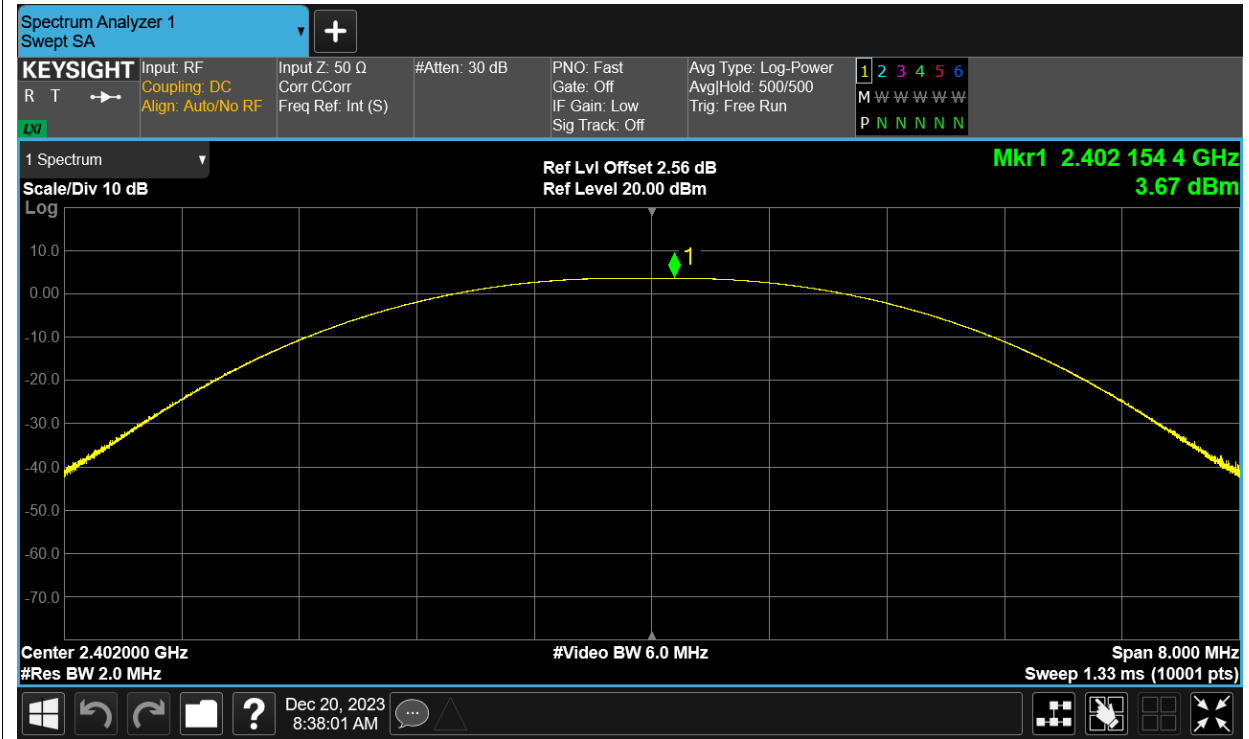 Spectrum Analyzer 1
Swept SA
KEYSIGHT
R T
LXI
Input: RF
Coupling: DC
Align: Auto/No RF
Input Z: 50 Ω
Corr CCorr
Freq Ref: Int (S)
#Atten: 30 dB
PNO: Fast
Gate: Off
IF Gain: Low
Sig Track: Off
Avg Type: Log-Power
Avg|Hold: 500/500
Trig: Free Run
1 2 3 4 5 6
M W W W W W
P N N N N N
1 Spectrum
Scale/Div 10 dB
Ref Lvl Offset 2.56 dB
Ref Level 20.00 dBm
Mkr1 2.402 154 4 GHz
3.67 dBm
Log
10.0
0.00
-10.0
-20.0
-30.0
-40.0
-50.0
-60.0
-70.0
1
Center 2.402000 GHz
#Video BW 6.0 MHz
Span 8.000 MHz
#Res BW 2.0 MHz
Sweep 1.33 ms (10001 pts)
?
Dec 20, 2023
8:38:01 AM